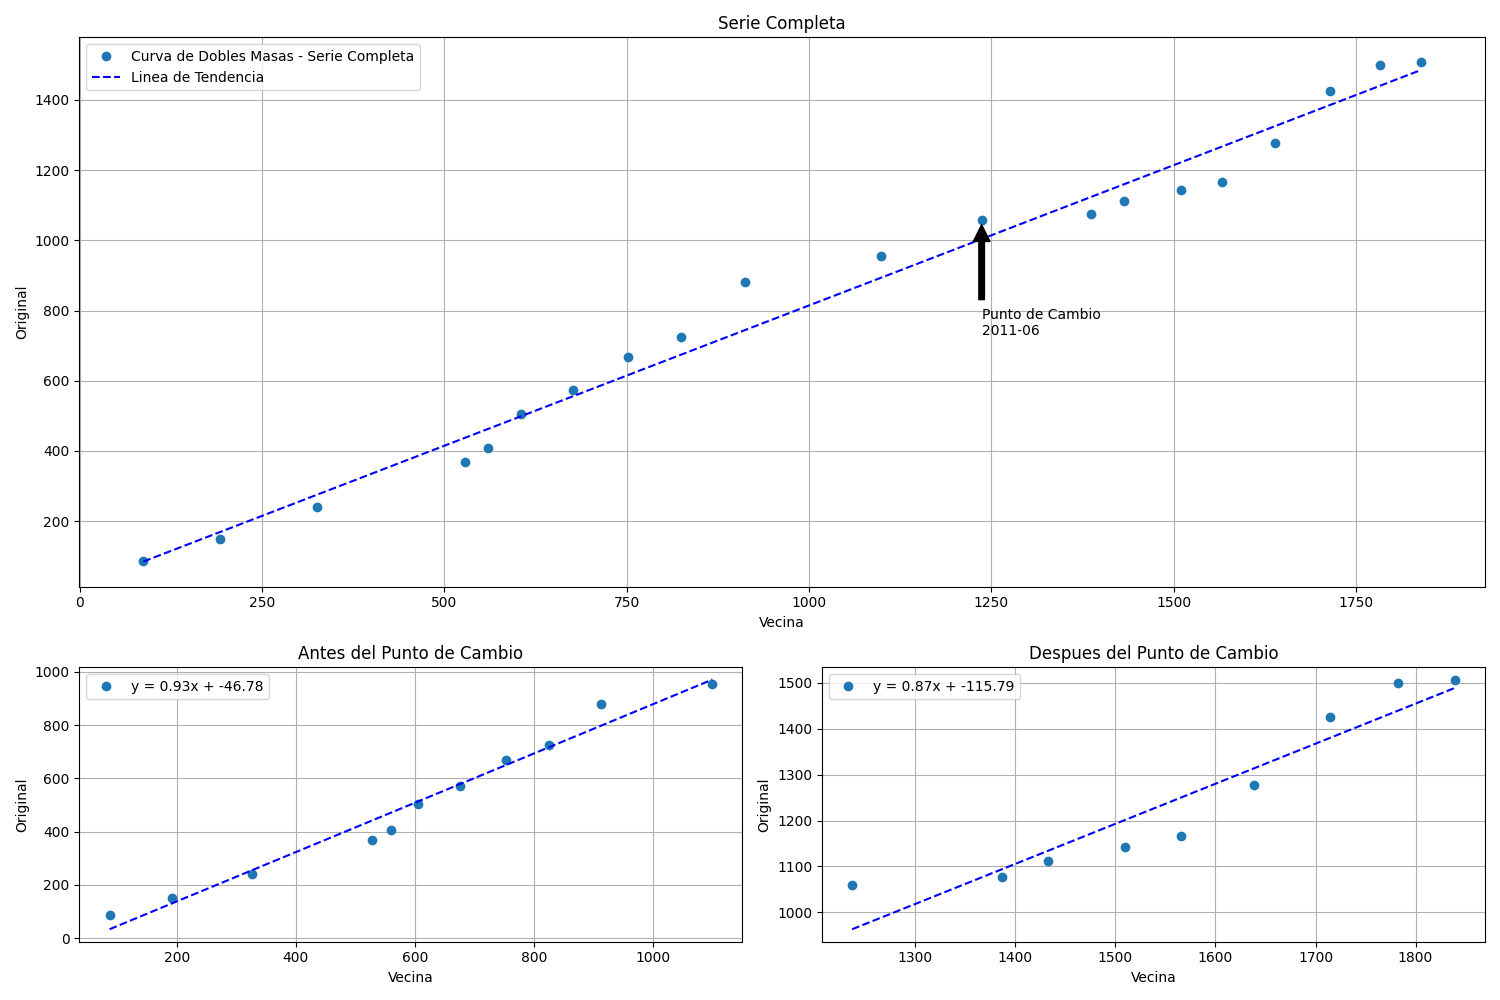 Serie Completa
Curva de Dobles Masas - Serie Completa
Linea de Tendencia
1400
1200
1000
800
600
400
200
Original
Punto de Cambio
2011-06
0 250 500 750 1000 1250 1500 1750
Vecina
Antes del Punto de Cambio
y = 0.93x + -46.78
1000
800
600
400
200
0
Original
200 400 600 800 1000
Vecina
Despues del Punto de Cambio
y = 0.87x + -115.79
1500
1400
1300
1200
1100
1000
Original
1300 1400 1500 1600 1700 1800
Vecina